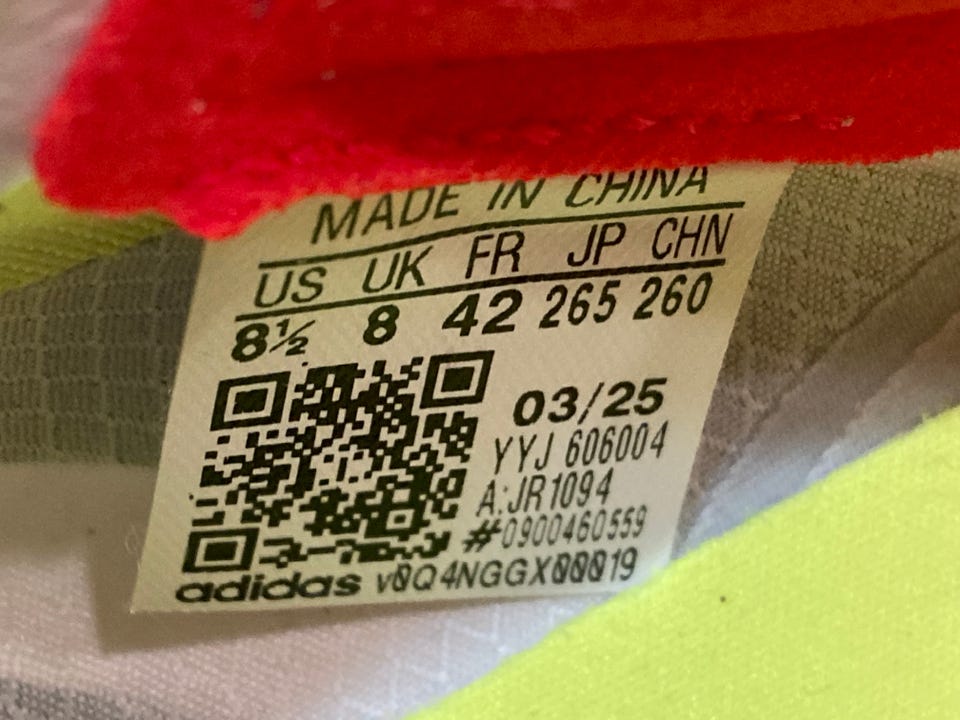 MADE IN CHINA
US UK FR JP CHN
8½ 8 42 265 260
03/25
YYJ 606004
A:JR1094
#0900460559
adidas v0Q4NGGX00019